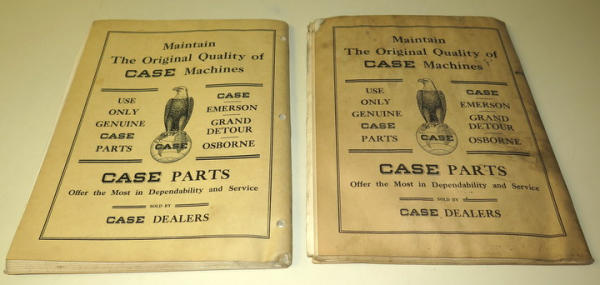 Maintain
The Original Quality of
CASE Machines
USE
ONLY
GENUINE
CASE
PARTS
CASE
CASE
EMERSON
GRAND
DETOUR
OSBORNE
CASE PARTS
Offer the Most in Dependability and Service
SOLD BY
CASE DEALERS
Maintain
The Original Quality of
CASE Machines
USE
ONLY
GENUINE
CASE
PARTS
CASE
CASE
EMERSON
GRAND
DETOUR
OSBORNE
CASE PARTS
Offer the Most in Dependability and Service
SOLD BY
CASE DEALERS